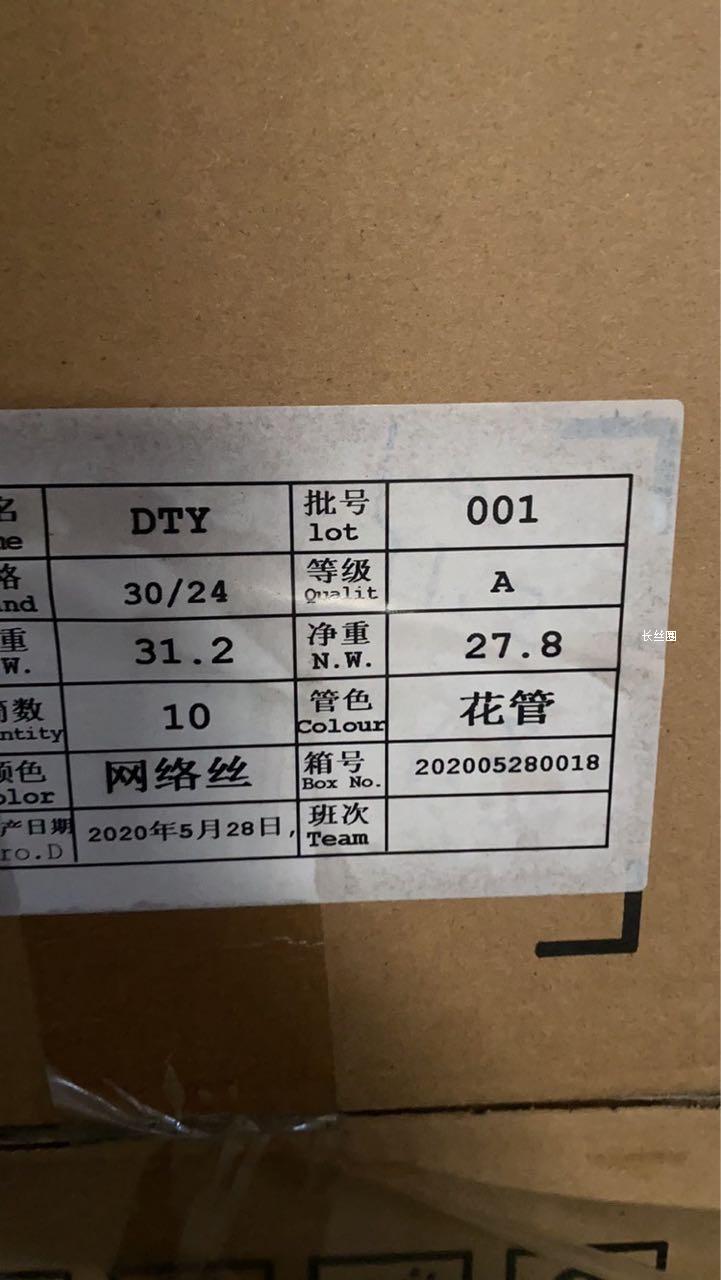 名 DTY 批号 001
me lot
格 30/24 等级 A
and Qualit
重 31.2 净重 27.8
W. N.W.
筒数 10 管色 花管
ntity Colour
颜色 网络丝 箱号 202005280018
olor Box No.
产日期 2020年5月28日, 班次
ro.D Team
长丝圈